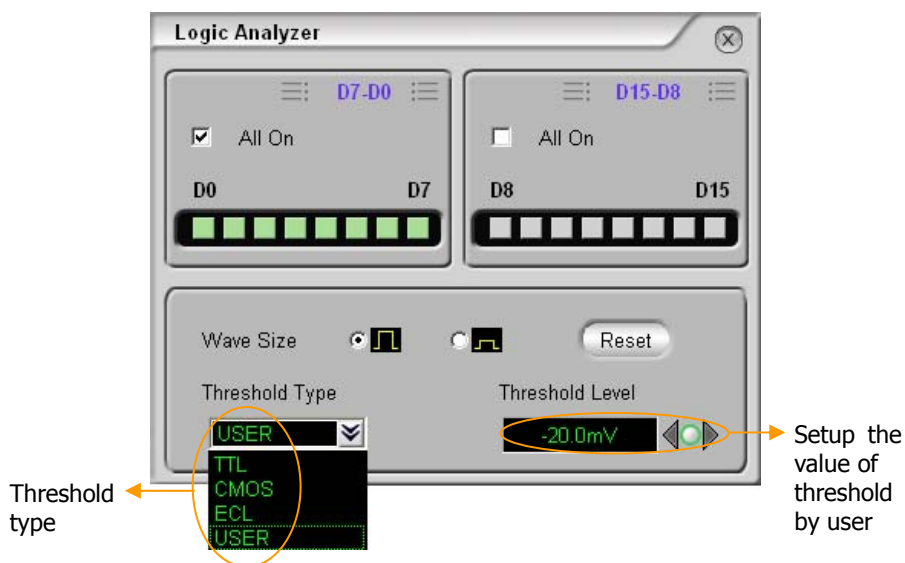 Logic Analyzer
D7-D0
D15-D8
All On
All On
D0
D7
D8
D15
Wave Size
Reset
Threshold Type
Threshold Level
USER
-20.0mV
TTL
CMOS
ECL
USER
Threshold
type
Setup the
value of
threshold
by user